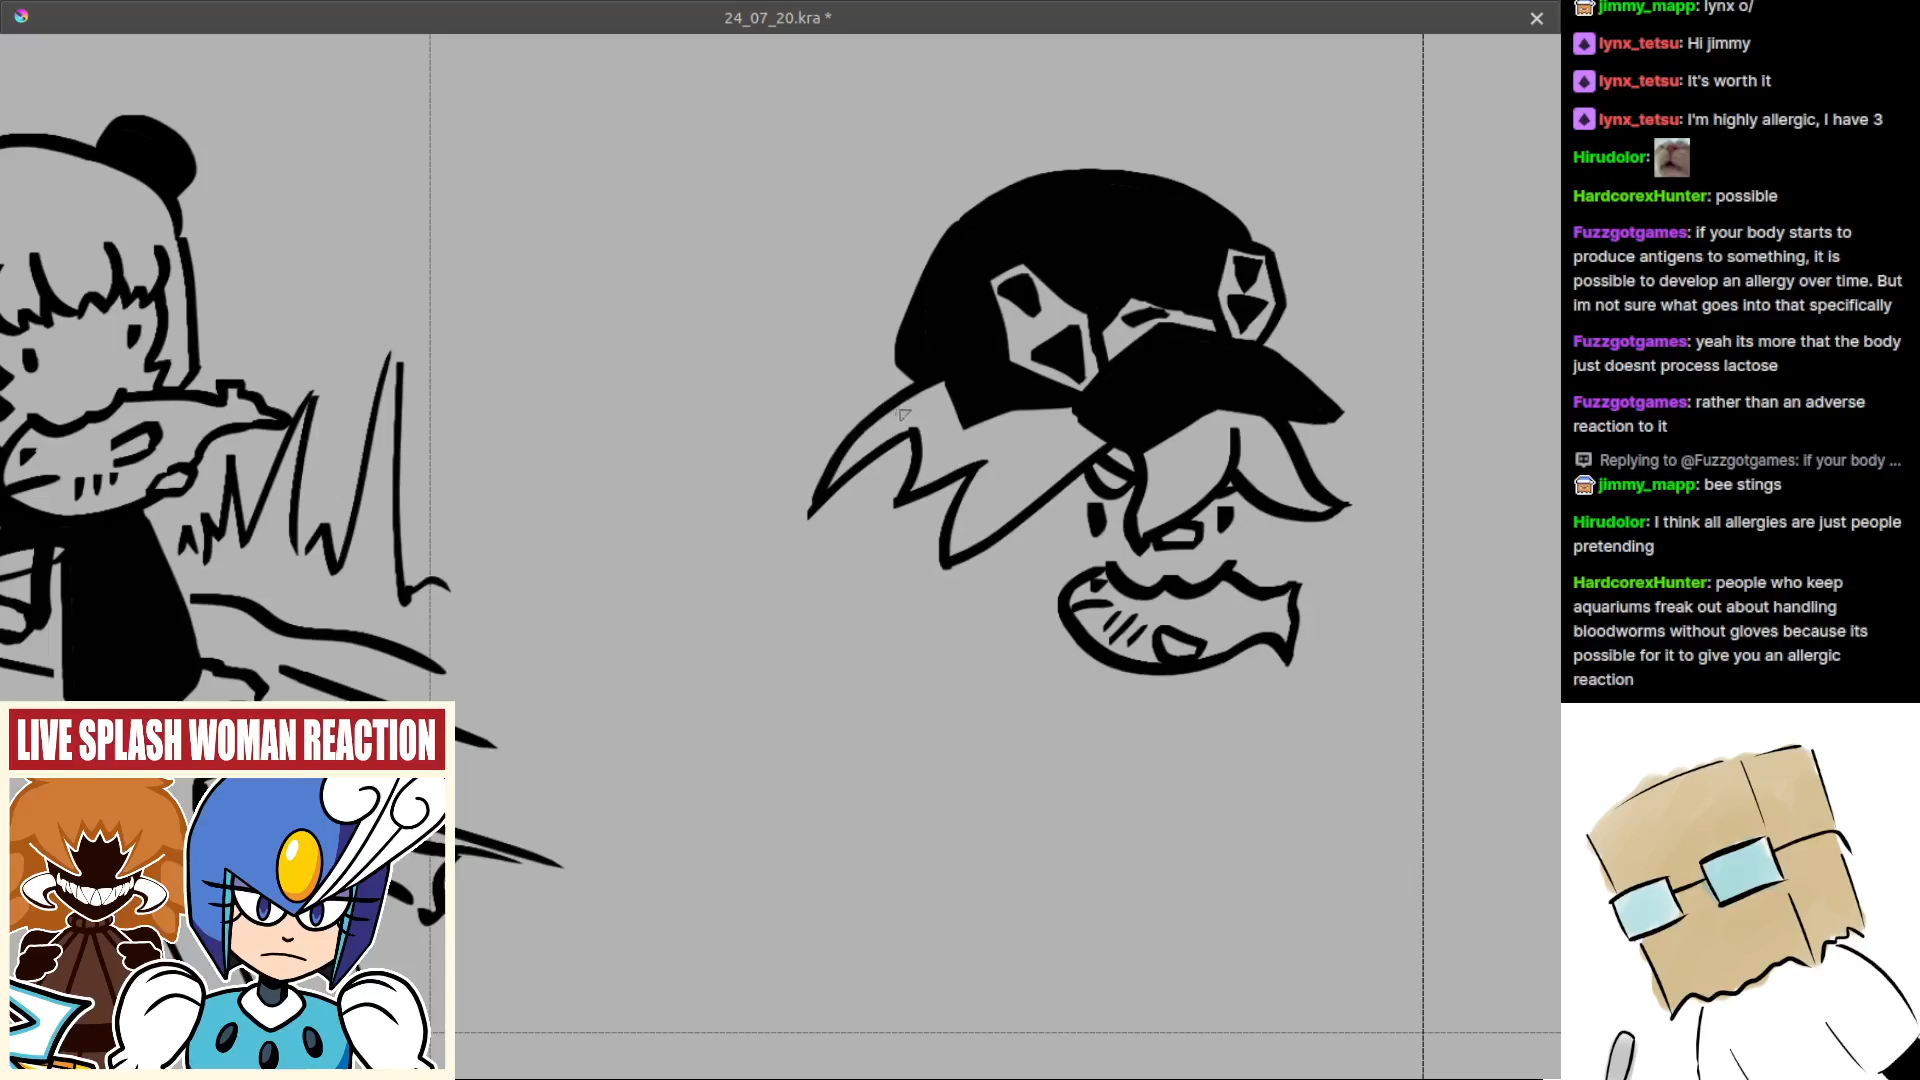 24_07_20.kra *
jimmy_mapp: lynx o/
lynx_tetsu: Hi jimmy
lynx_tetsu: It's worth it
lynx_tetsu: I'm highly allergic, I have 3
Hirudolor:
HardcorexHunter: possible
Fuzzgotgames: if your body starts to
produce antigens to something, it is
possible to develop an allergy over time. But
im not sure what goes into that specifically
Fuzzgotgames: yeah its more that the body
just doesnt process lactose
Fuzzgotgames: rather than an adverse
reaction to it
Replying to @Fuzzgotgames: if your body ...
jimmy_mapp: bee stings
Hirudolor: I think all allergies are just people
pretending
HardcorexHunter: people who keep
aquariums freak out about handling
bloodworms without gloves because its
possible for it to give you an allergic
reaction
LIVE SPLASH WOMAN REACTION